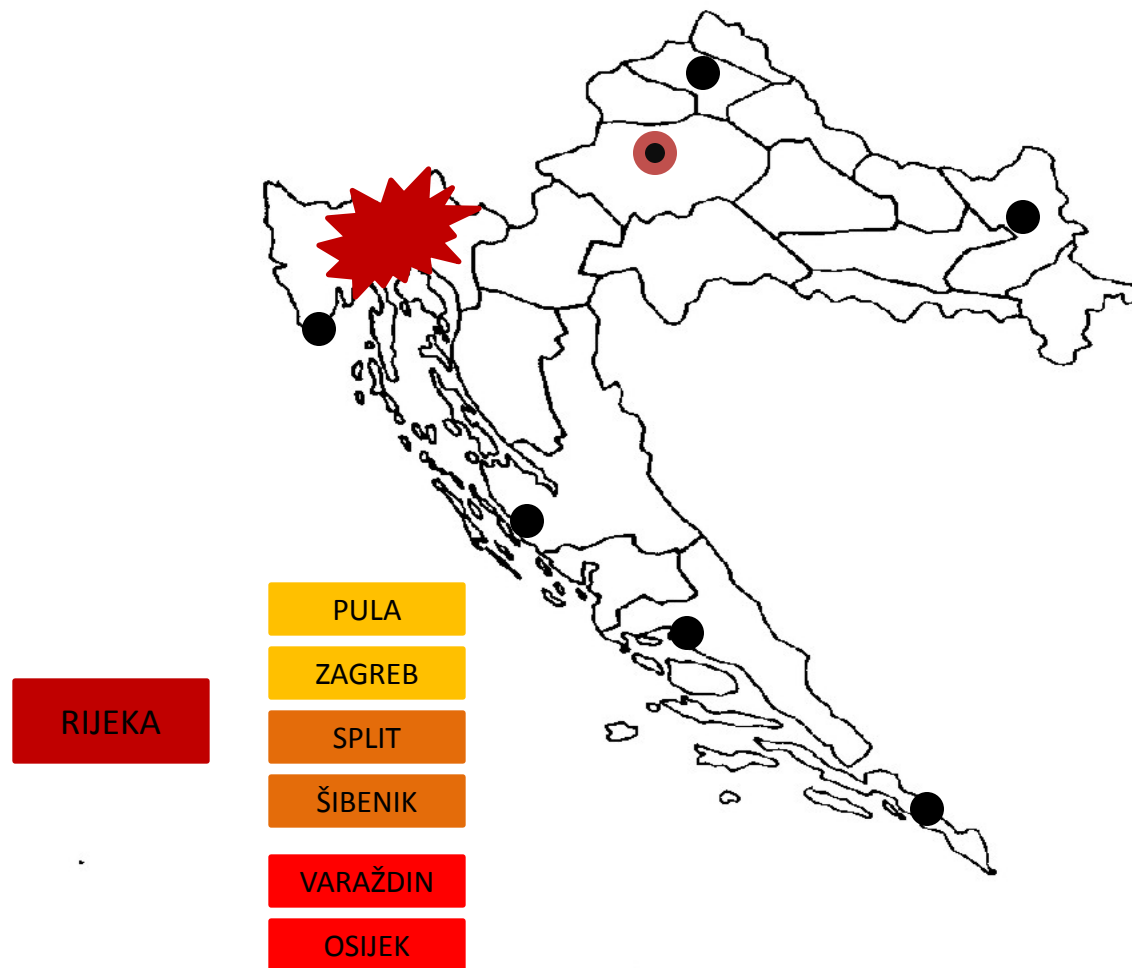 PULA
ZAGREB
RIJEKA
SPLIT
ŠIBENIK
VARAŽDIN
OSIJEK